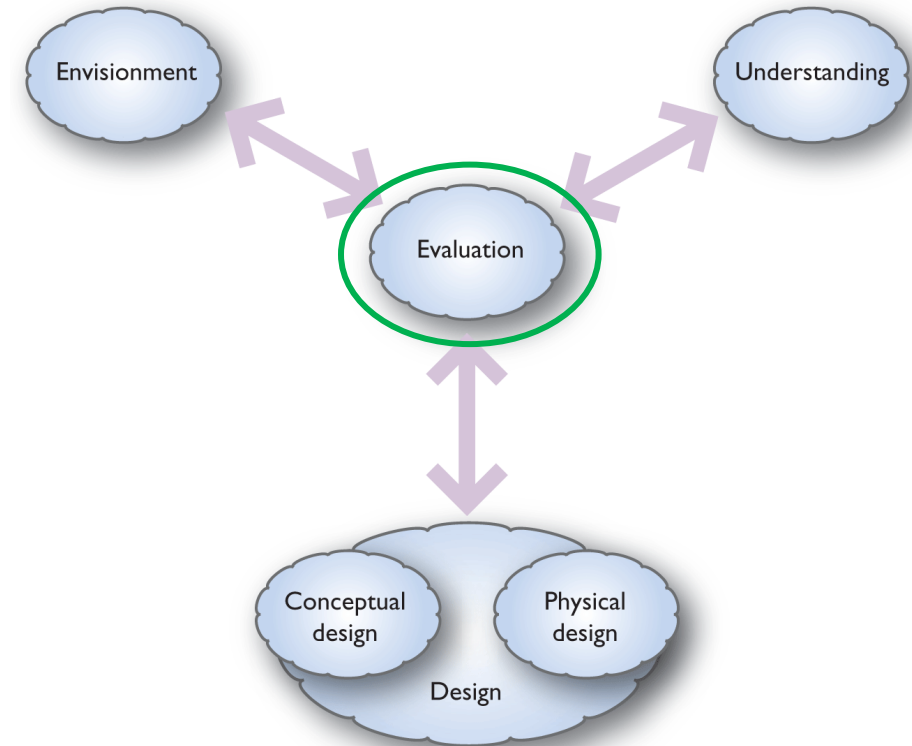 Envisionment
Understanding
Evaluation
Conceptual
design
Physical
design
Design